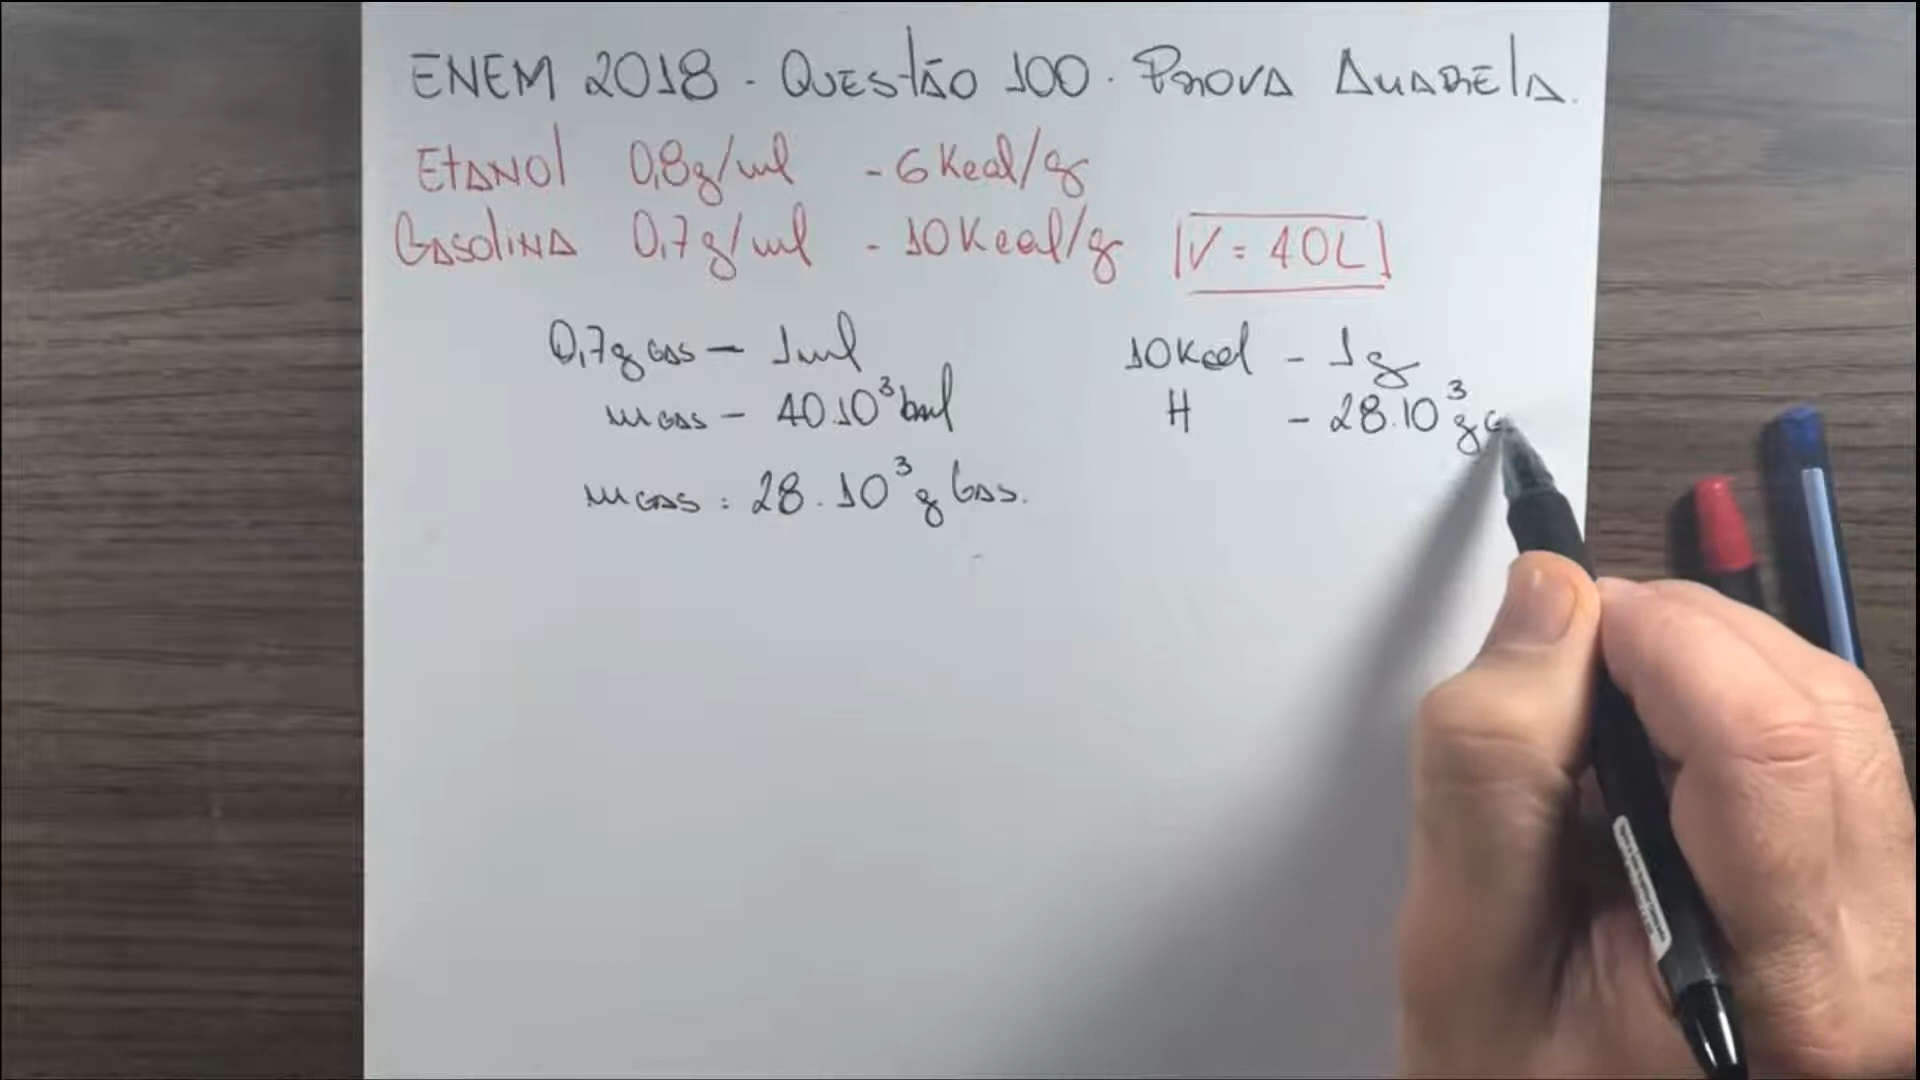 ENEM 2018 . QUEStÃO 100 . PROVA AMARElA.
EtANOl 0,8g/ml - 6Kcal/g
GASOlINA 0,7g/ml - 10Kcal/g |V = 40L|
0,7g GAS — 1ml
mGAS — 40.10³ ml
mGAS = 28.10³ g GAS.
10Kcal - 1g
H - 28.10³ g